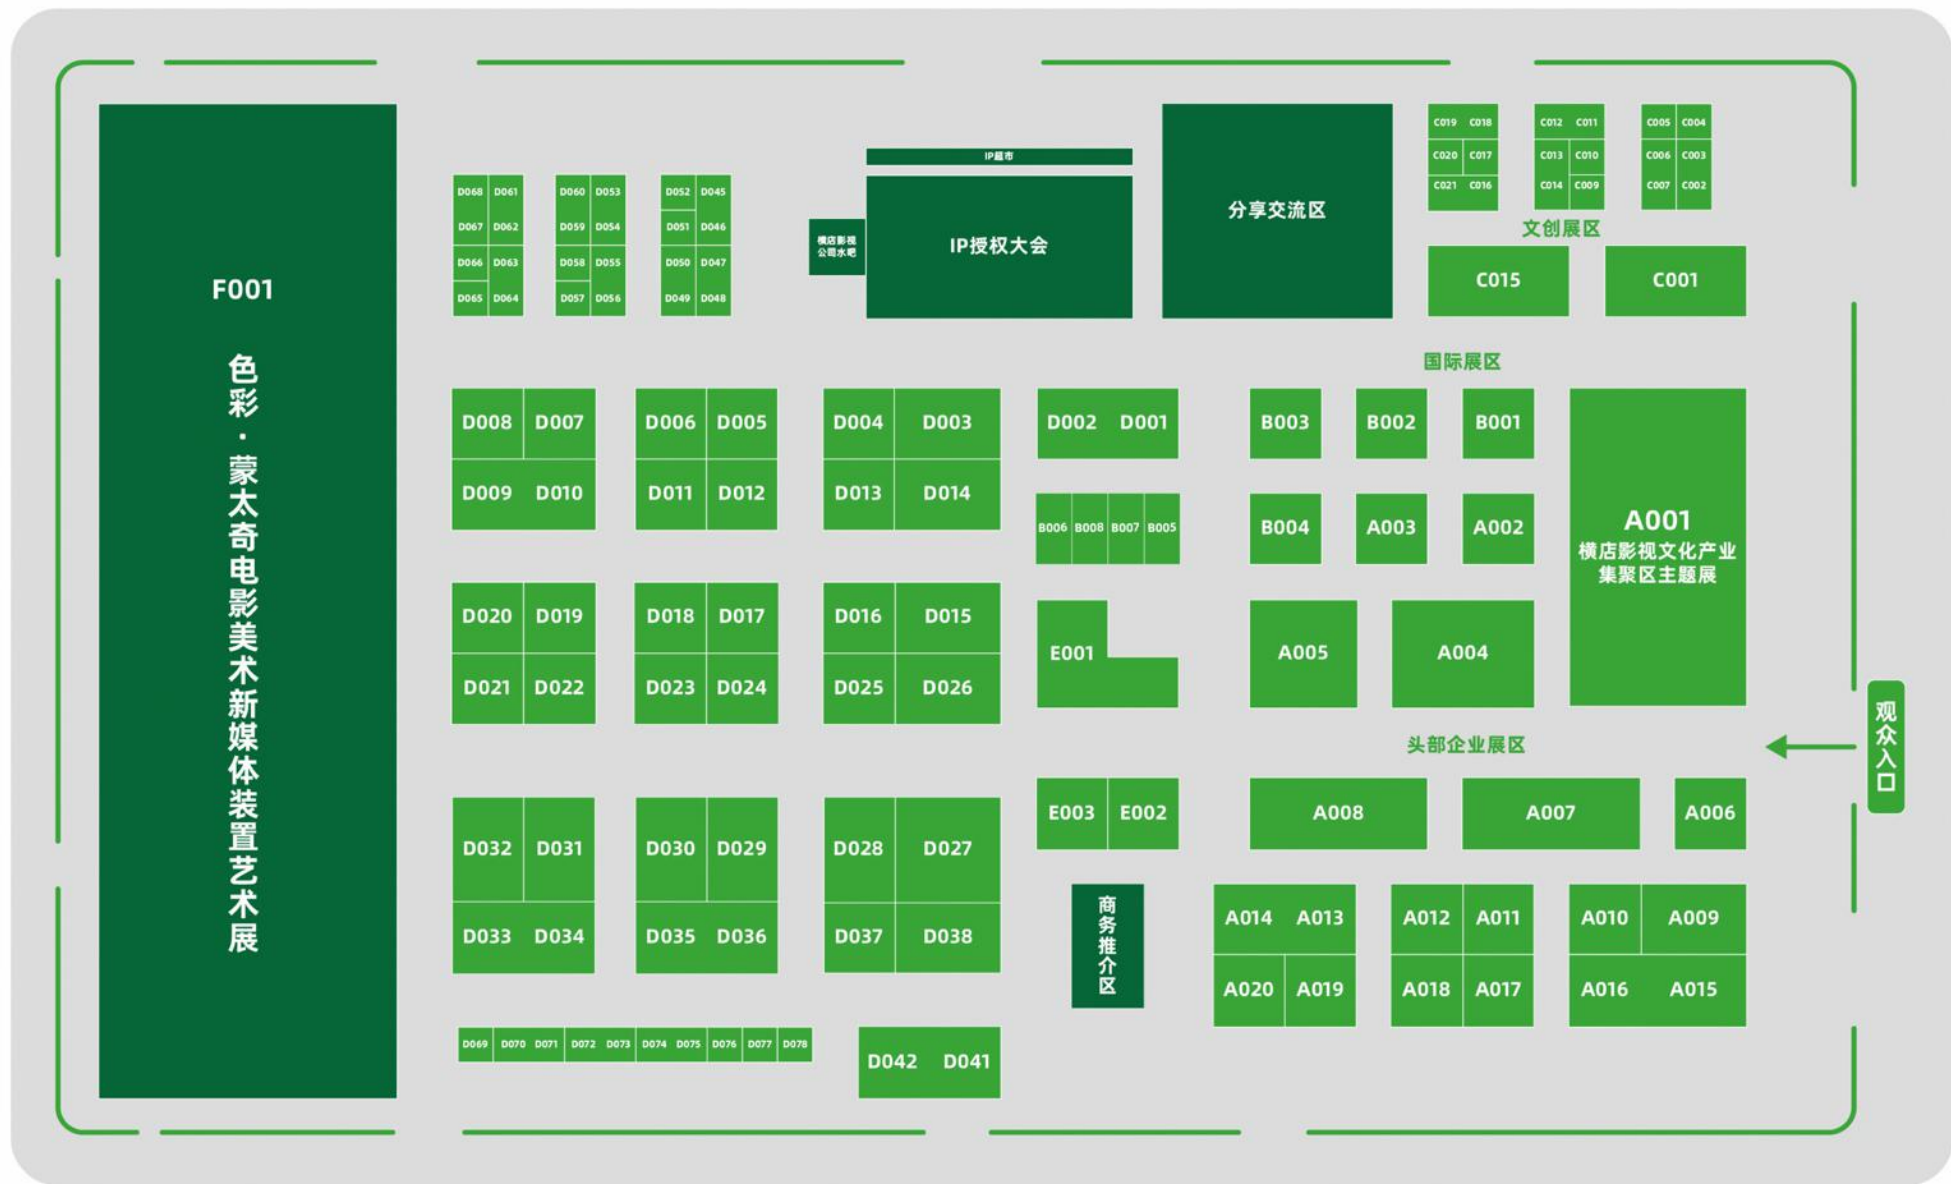 F001
色彩·蒙太奇电影美术新媒体装置艺术展
D068 D061
D067 D062
D066 D063
D065 D064
D060 D053
D059 D054
D058 D055
D057 D056
D052 D045
D051 D046
D050 D047
D049 D048
IP超市
横店影视
公司水吧
IP授权大会
分享交流区
C019 C018
C020 C017
C021 C016
C012 C011
C013 C010
C014 C009
C005 C004
C006 C003
C007 C002
文创展区
C015
C001
国际展区
D008 D007
D009 D010
D006 D005
D011 D012
D004 D003
D013 D014
D002 D001
B006 B008 B007 B005
B003
B002
B001
B004
A003
A002
A001
横店影视文化产业
集聚区主题展
D020 D019
D021 D022
D018 D017
D023 D024
D016 D015
D025 D026
E001
A005
A004
头部企业展区
观众入口
D032 D031
D033 D034
D030 D029
D035 D036
D028 D027
D037 D038
E003 E002
A008
A007
A006
商务推介区
A014 A013
A020 A019
A012 A011
A018 A017
A010 A009
A016 A015
D069 D070 D071 D072 D073 D074 D075 D076 D077 D078
D042 D041